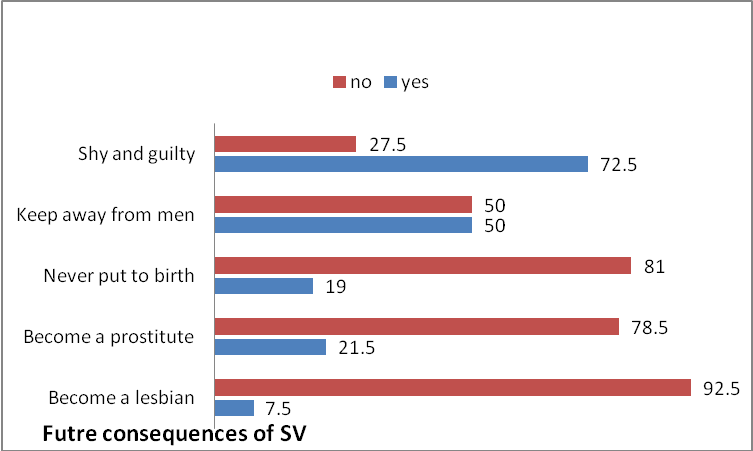 no yes
Shy and guilty 27.5
72.5
Keep away from men 50
50
Never put to birth 81
19
Become a prostitute 78.5
21.5
Become a lesbian 92.5
7.5
Futre consequences of SV